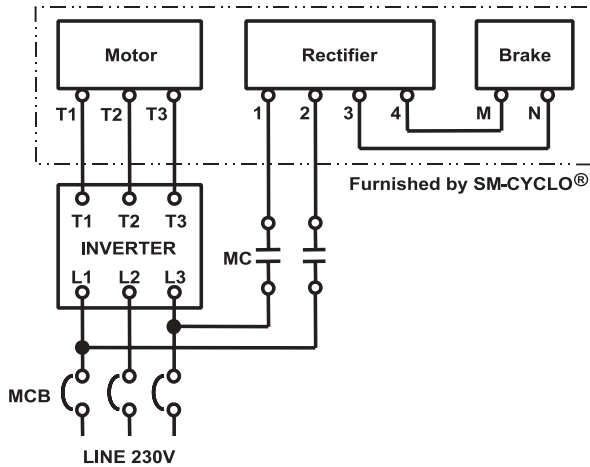 Motor Rectifier Brake
T1 T2 T3 1 2 3 4 M N
Furnished by SM-CYCLO®
T1 T2 T3
INVERTER
MC
L1 L2 L3
MCB
LINE 230V